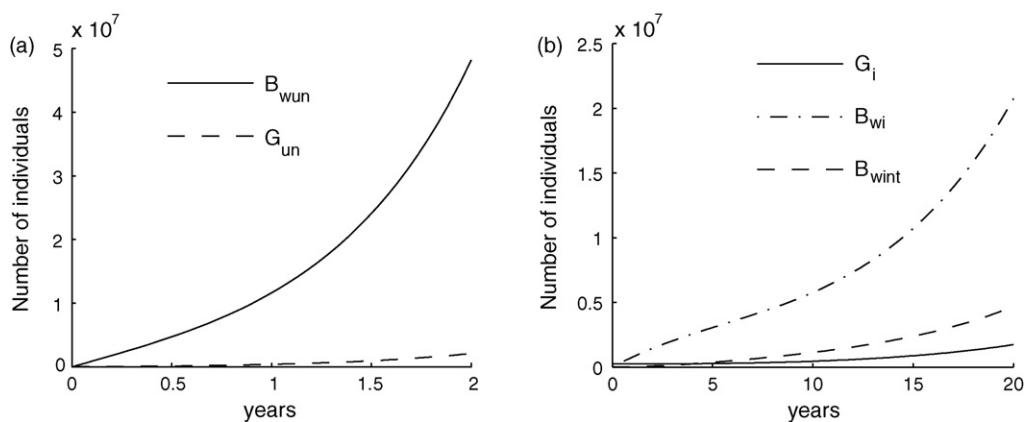 (a)
x 10^7
Number of individuals
5
4
3
2
1
0
B_wun
G_un
0 0.5 1 1.5 2
years
(b)
x 10^7
Number of individuals
2.5
2
1.5
1
0.5
0
G_i
B_wi
B_wint
0 5 10 15 20
years